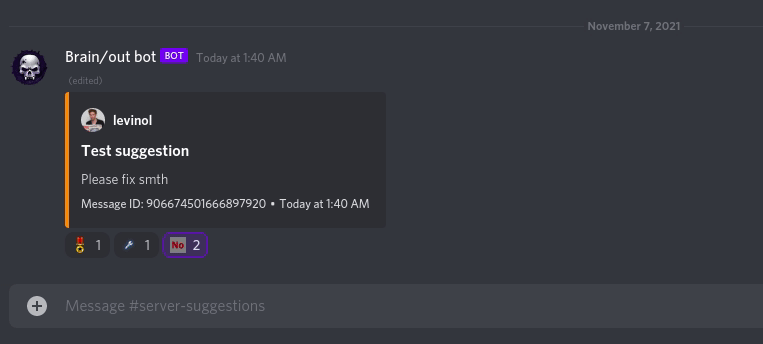 November 7, 2021
Brain/out bot BOT Today at 1:40 AM
(edited)
levinol
Test suggestion
Please fix smth
Message ID: 906674501666897920 • Today at 1:40 AM
1 1 No 2
Message #server-suggestions